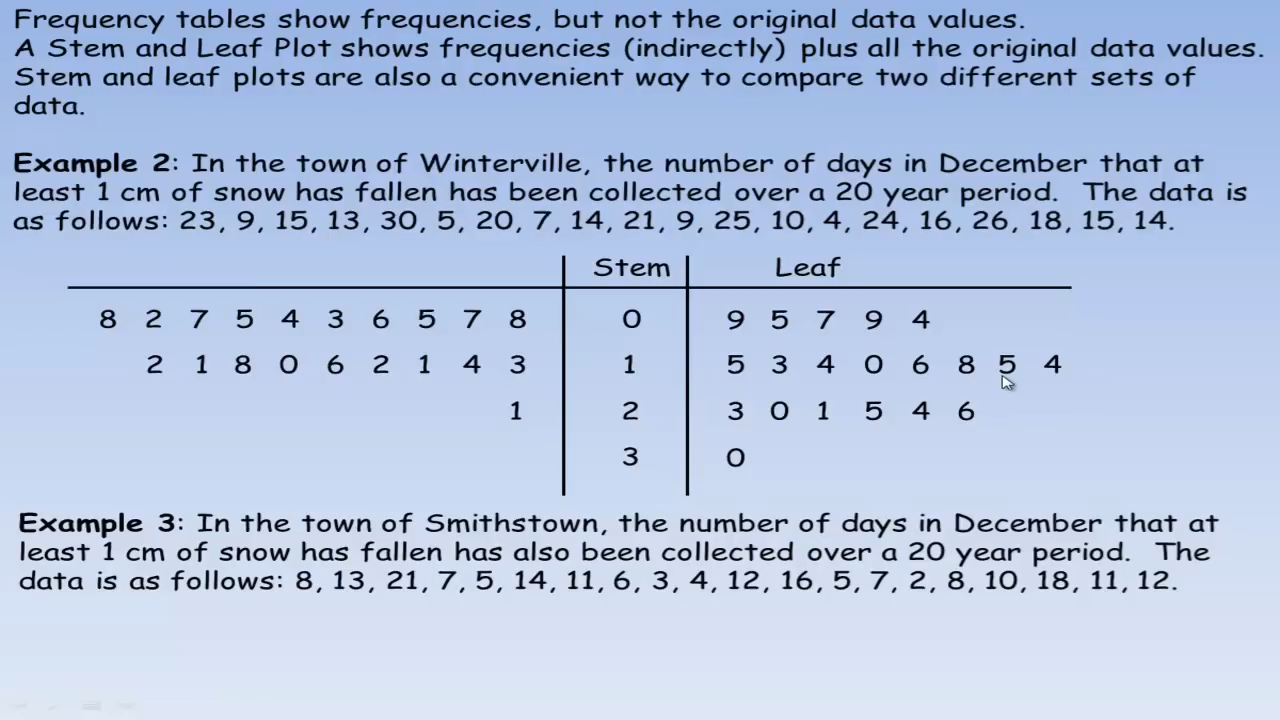 Frequency tables show frequencies, but not the original data values.
A Stem and Leaf Plot shows frequencies (indirectly) plus all the original data values.
Stem and leaf plots are also a convenient way to compare two different sets of
data.
Example 2: In the town of Winterville, the number of days in December that at
least 1 cm of snow has fallen has been collected over a 20 year period. The data is
as follows: 23, 9, 15, 13, 30, 5, 20, 7, 14, 21, 9, 25, 10, 4, 24, 16, 26, 18, 15, 14.
Stem Leaf
8 2 7 5 4 3 6 5 7 8 0 9 5 7 9 4
2 1 8 0 6 2 1 4 3 1 5 3 4 0 6 8 5 4
1 2 3 0 1 5 4 6
3 0
Example 3: In the town of Smithstown, the number of days in December that at
least 1 cm of snow has fallen has also been collected over a 20 year period. The
data is as follows: 8, 13, 21, 7, 5, 14, 11, 6, 3, 4, 12, 16, 5, 7, 2, 8, 10, 18, 11, 12.